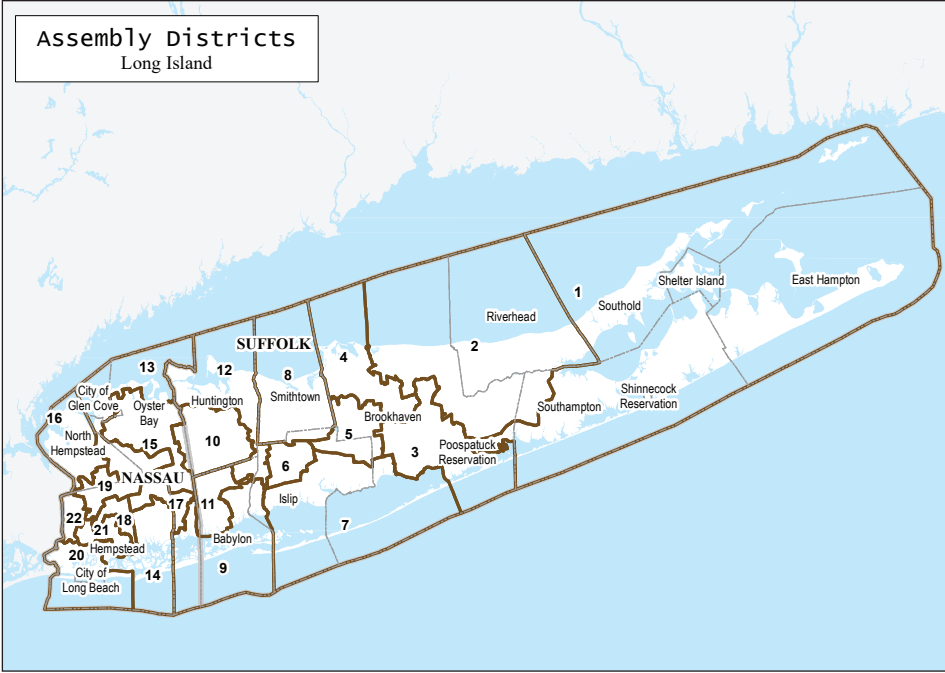 Assembly Districts
Long Island
1
Shelter Island
East Hampton
Southold
Riverhead
2
SUFFOLK
4
13
12
8
Shinnecock
Reservation
City of
Glen Cove
Oyster
Bay
Huntington
Smithtown
Southampton
16
Brookhaven
North
Hempstead
15
10
5
3
Poospatuck
Reservation
6
NASSAU
19
Islip
17
11
22
18
21
7
Babylon
20
Hempstead
9
City of
Long Beach
14